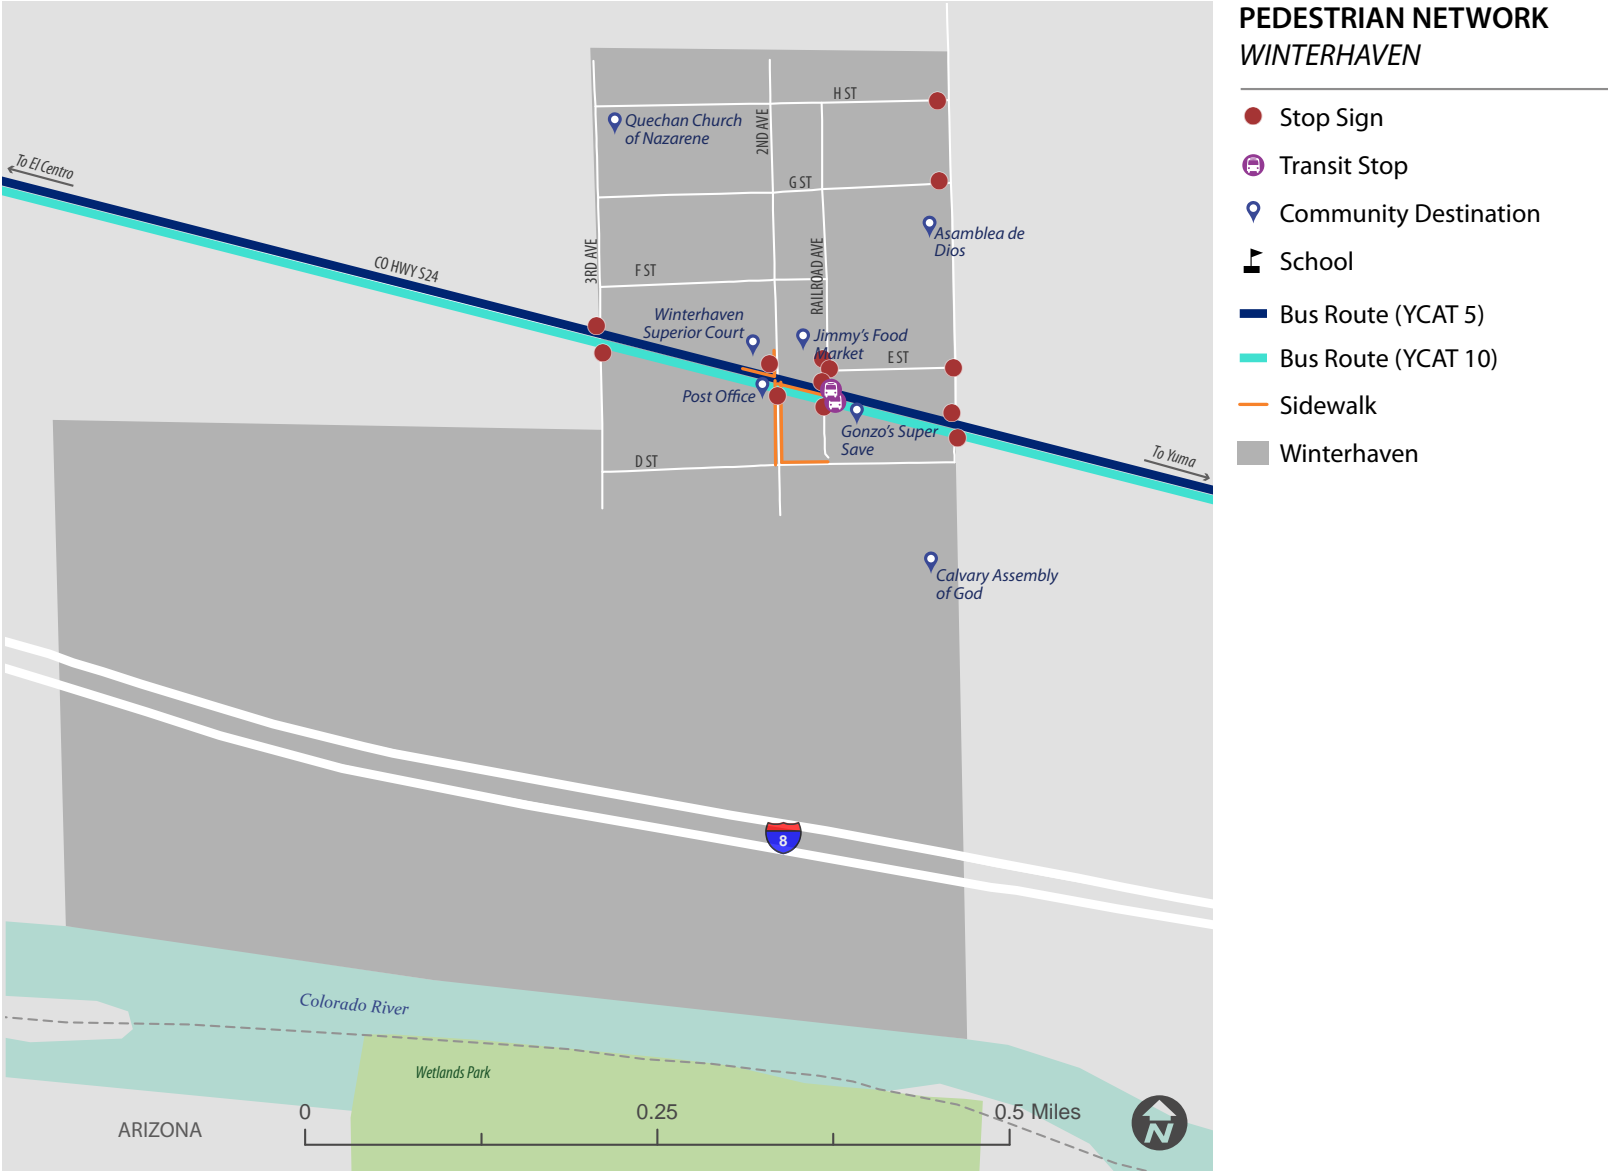 PEDESTRIAN NETWORK
WINTERHAVEN
Stop Sign
Transit Stop
Community Destination
School
Bus Route (YCAT 5)
Bus Route (YCAT 10)
Sidewalk
Winterhaven
H ST
2ND AVE
Quechan Church
of Nazarene
To El Centro
G ST
Asamblea de
Dios
3RD AVE
RAILROAD AVE
CO HWY S24
F ST
Winterhaven
Superior Court
Jimmy's Food
Market
E ST
Post Office
Gonzo's Super
Save
D ST
To Yuma
Calvary Assembly
of God
8
Colorado River
Wetlands Park
ARIZONA
0
0.25
0.5 Miles
N